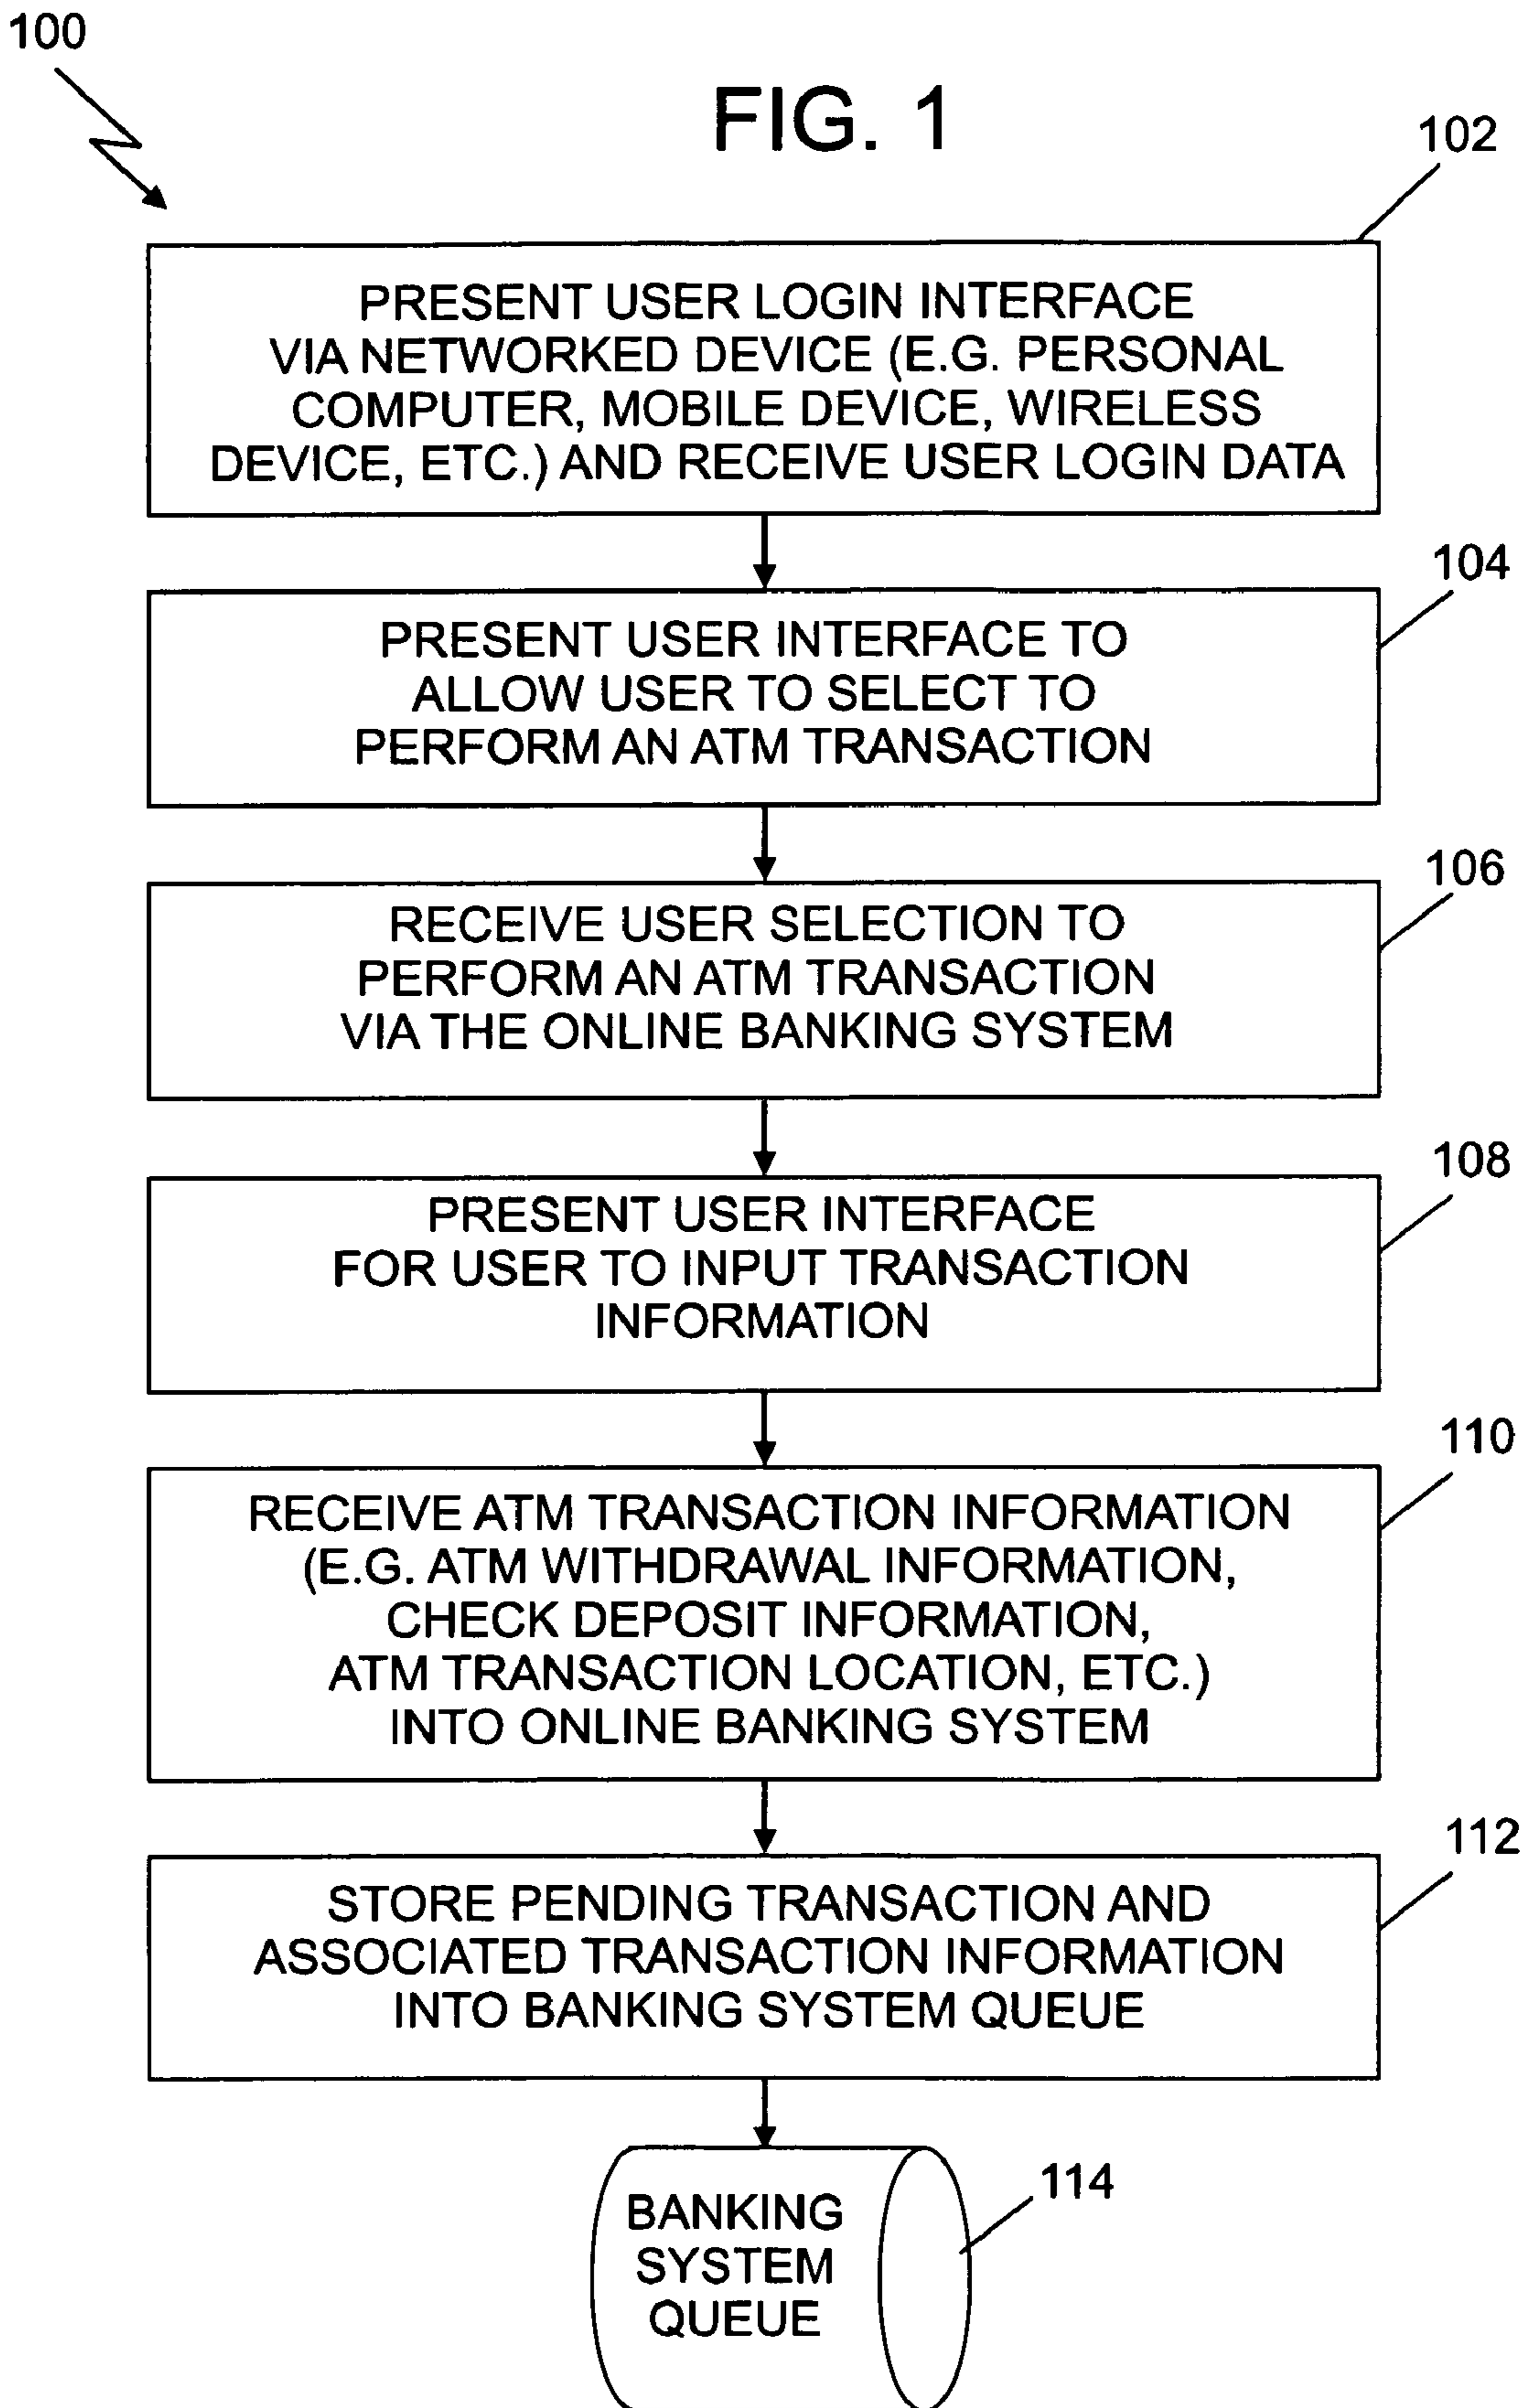 100
FIG. 1
102
PRESENT USER LOGIN INTERFACE
VIA NETWORKED DEVICE (E.G. PERSONAL
COMPUTER, MOBILE DEVICE, WIRELESS
DEVICE, ETC.) AND RECEIVE USER LOGIN DATA
104
PRESENT USER INTERFACE TO
ALLOW USER TO SELECT TO
PERFORM AN ATM TRANSACTION
106
RECEIVE USER SELECTION TO
PERFORM AN ATM TRANSACTION
VIA THE ONLINE BANKING SYSTEM
108
PRESENT USER INTERFACE
FOR USER TO INPUT TRANSACTION
INFORMATION
110
RECEIVE ATM TRANSACTION INFORMATION
(E.G. ATM WITHDRAWAL INFORMATION,
CHECK DEPOSIT INFORMATION,
ATM TRANSACTION LOCATION, ETC.)
INTO ONLINE BANKING SYSTEM
112
STORE PENDING TRANSACTION AND
ASSOCIATED TRANSACTION INFORMATION
INTO BANKING SYSTEM QUEUE
114
BANKING
SYSTEM
QUEUE